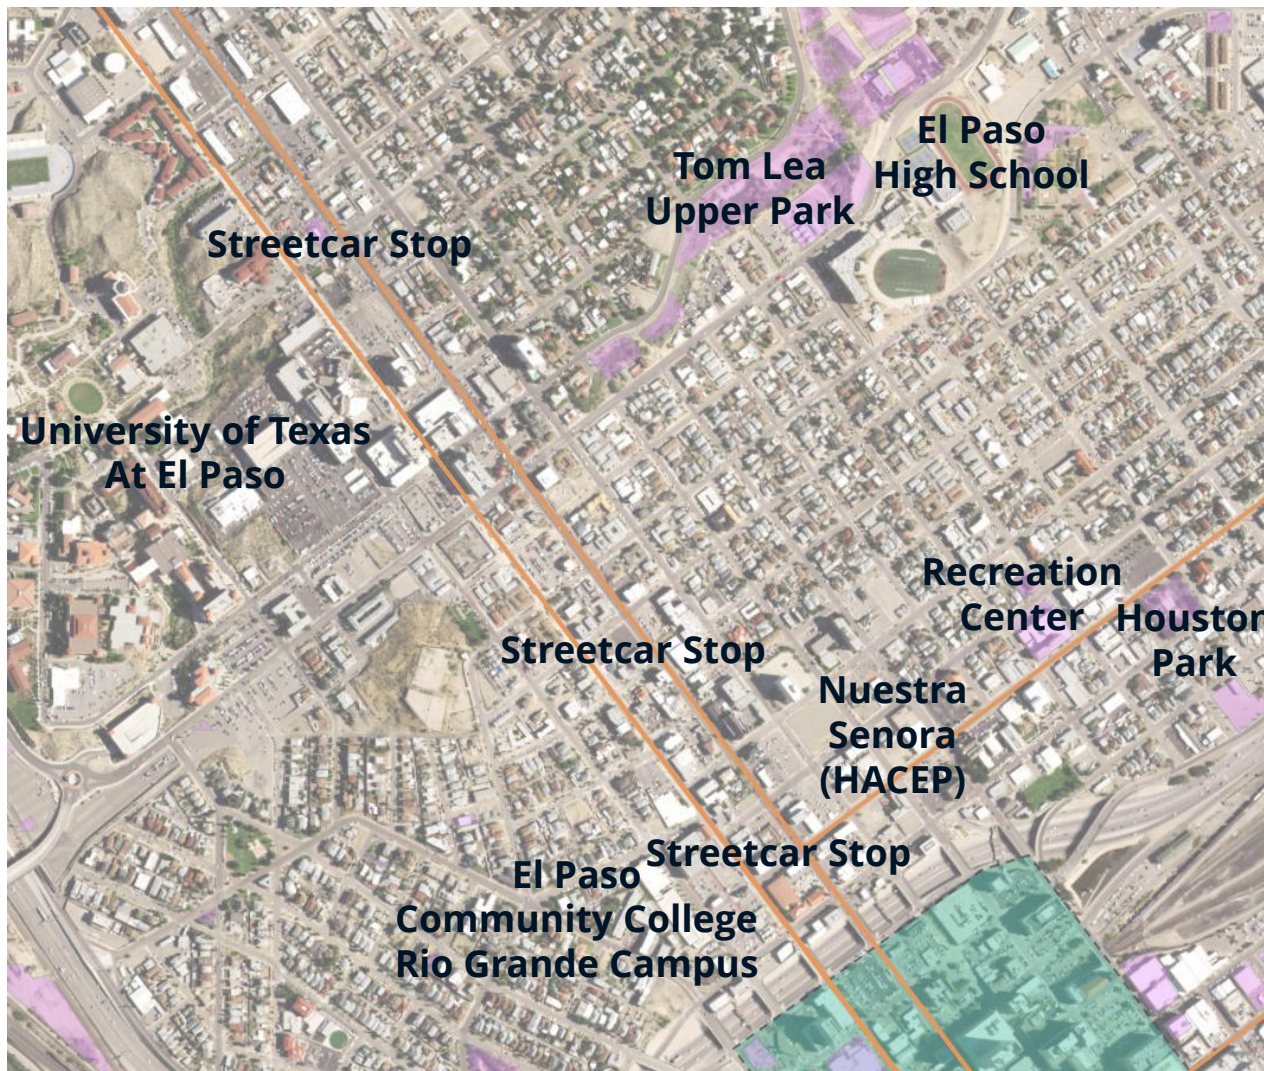 El Paso
High School
Tom Lea
Upper Park
Streetcar Stop
University of Texas
At El Paso
Recreation
Center
Houston
Park
Streetcar Stop
Nuestra
Senora
(HACEP)
Streetcar Stop
El Paso
Community College
Rio Grande Campus